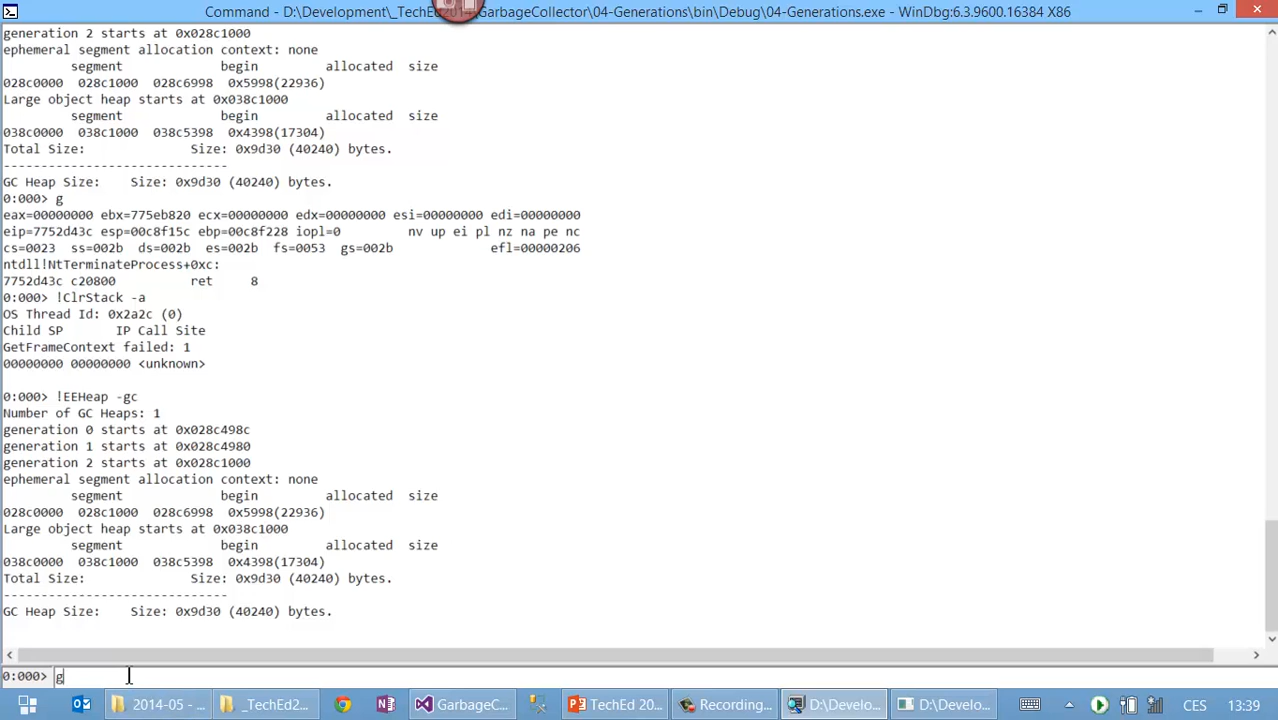 Command - D:\Development\_TechEd2014\GarbageCollector\04-Generations\bin\Debug\04-Generations.exe - WinDbg:6.3.9600.16384 X86
generation 2 starts at 0x028c1000
ephemeral segment allocation context: none
segment begin allocated size
028c0000 028c1000 028c6998 0x5998(22936)
Large object heap starts at 0x038c1000
segment begin allocated size
038c0000 038c1000 038c5398 0x4398(17304)
Total Size: Size: 0x9d30 (40240) bytes.
------------------------------
GC Heap Size: Size: 0x9d30 (40240) bytes.
0:000> g
eax=00000000 ebx=775eb820 ecx=00000000 edx=00000000 esi=00000000 edi=00000000
eip=7752d43c esp=00c8f15c ebp=00c8f228 iopl=0 nv up ei pl nz na pe nc
cs=0023 ss=002b ds=002b es=002b fs=0053 gs=002b efl=00000206
ntdll!NtTerminateProcess+0xc:
7752d43c c20800 ret 8
0:000> !ClrStack -a
OS Thread Id: 0x2a2c (0)
Child SP IP Call Site
GetFrameContext failed: 1
00000000 00000000 <unknown>
0:000> !EEHeap -gc
Number of GC Heaps: 1
generation 0 starts at 0x028c498c
generation 1 starts at 0x028c4980
generation 2 starts at 0x028c1000
ephemeral segment allocation context: none
segment begin allocated size
028c0000 028c1000 028c6998 0x5998(22936)
Large object heap starts at 0x038c1000
segment begin allocated size
038c0000 038c1000 038c5398 0x4398(17304)
Total Size: Size: 0x9d30 (40240) bytes.
------------------------------
GC Heap Size: Size: 0x9d30 (40240) bytes.
0:000> g
2014-05 - ... _TechEd2... GarbageC... TechEd 20... Recording... D:\Develo... D:\Develo... CES 13:39